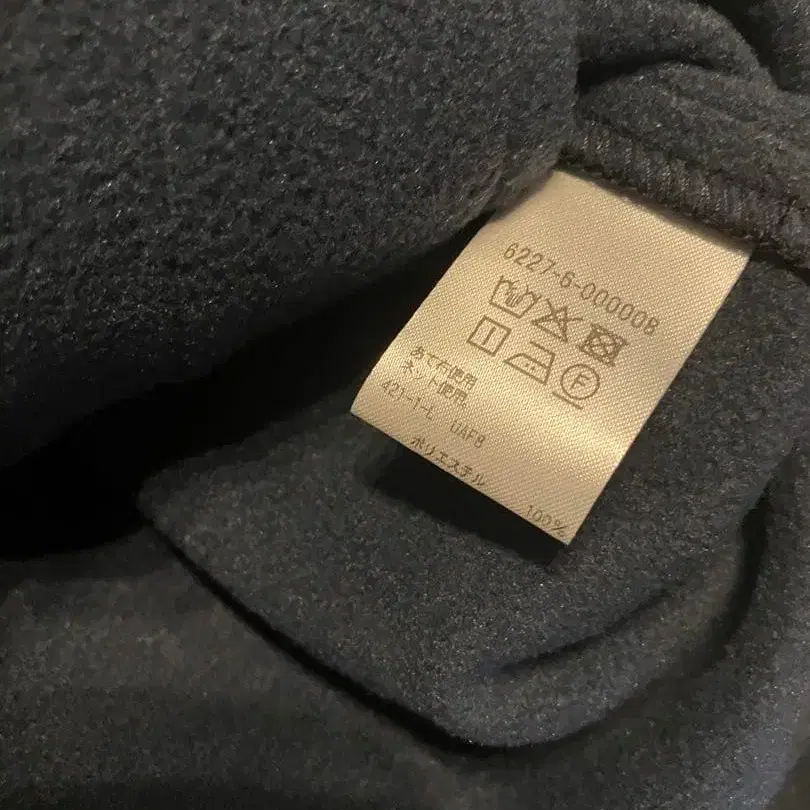 6227-6-00000B
F
あて布使用
ネット使用
421-1-L UAF8
ポリエステル 100%